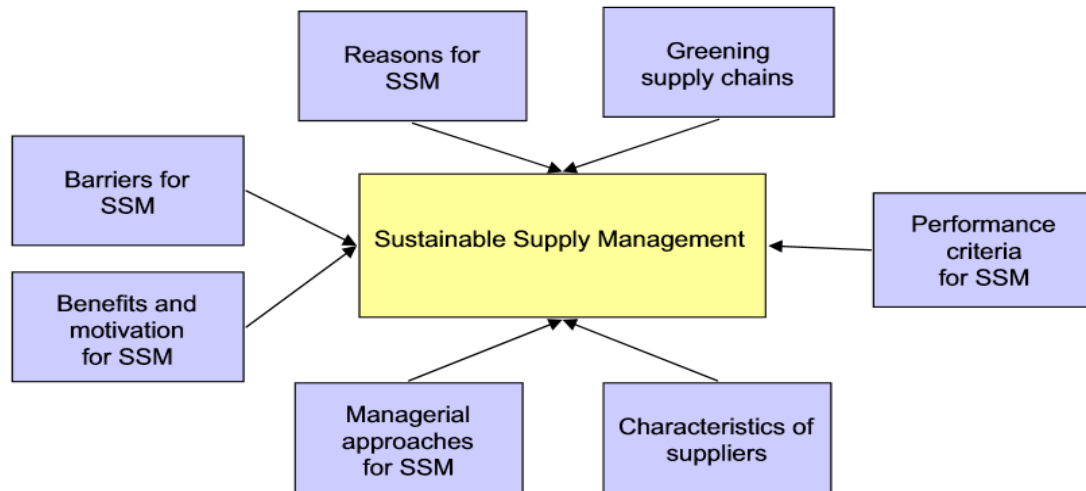 Reasons for
SSM
Greening
supply chains
Barriers for
SSM
Sustainable Supply Management
Performance
criteria
for SSM
Benefits and
motivation
for SSM
Managerial
approaches
for SSM
Characteristics of
suppliers